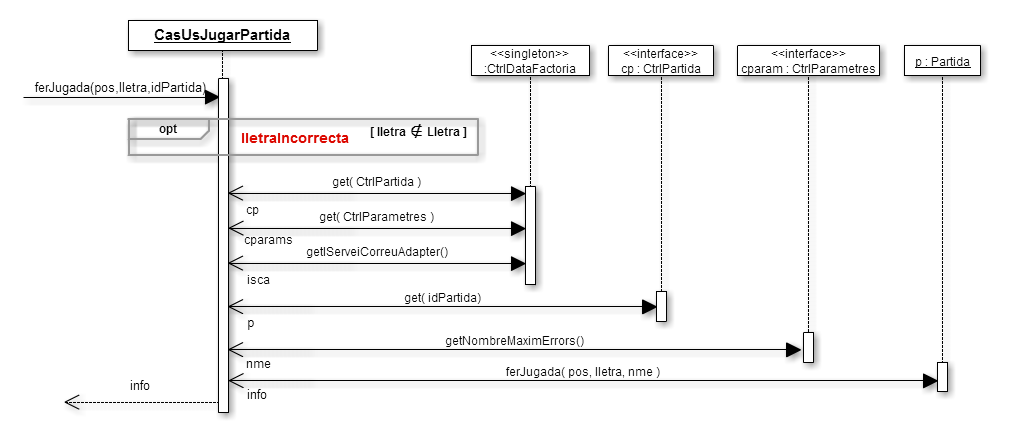 CasUsJugarPartida
<<singleton>>
:CtrlDataFactoria
<<interface>>
cp : CtrlPartida
<<interface>>
cparam : CtrlParametres
p : Partida
ferJugada(pos,lletra,idPartida)
opt
lletraIncorrecta
[ lletra ∉ Lletra ]
get( CtrlPartida )
cp
get( CtrlParametres )
cparams
getIServeiCorreuAdapter()
isca
get( idPartida)
p
getNombreMaximErrors()
nme
ferJugada( pos, lletra, nme )
info
info